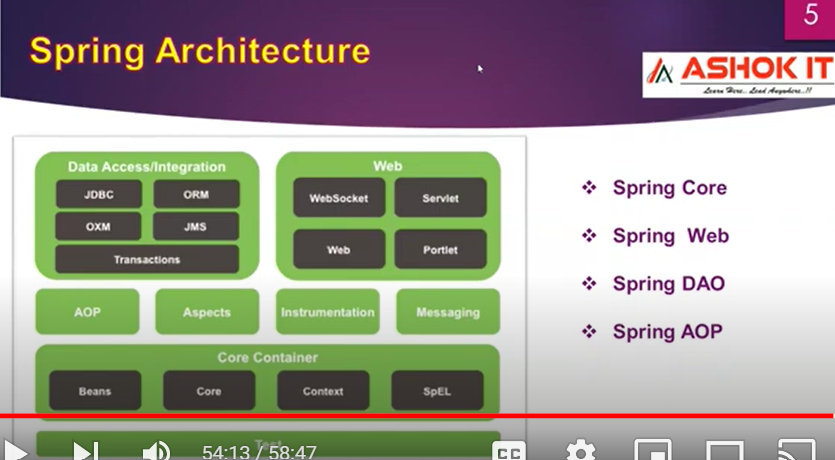 5
Spring Architecture
ASHOK IT
Learn Here.. Lead Anywhere..!!
Data Access/Integration
JDBC
ORM
OXM
JMS
Transactions
Web
WebSocket
Servlet
Web
Portlet
AOP
Aspects
Instrumentation
Messaging
Core Container
Beans
Core
Context
SpEL
Test
❖ Spring Core
❖ Spring Web
❖ Spring DAO
❖ Spring AOP
54:13 / 58:47
CC